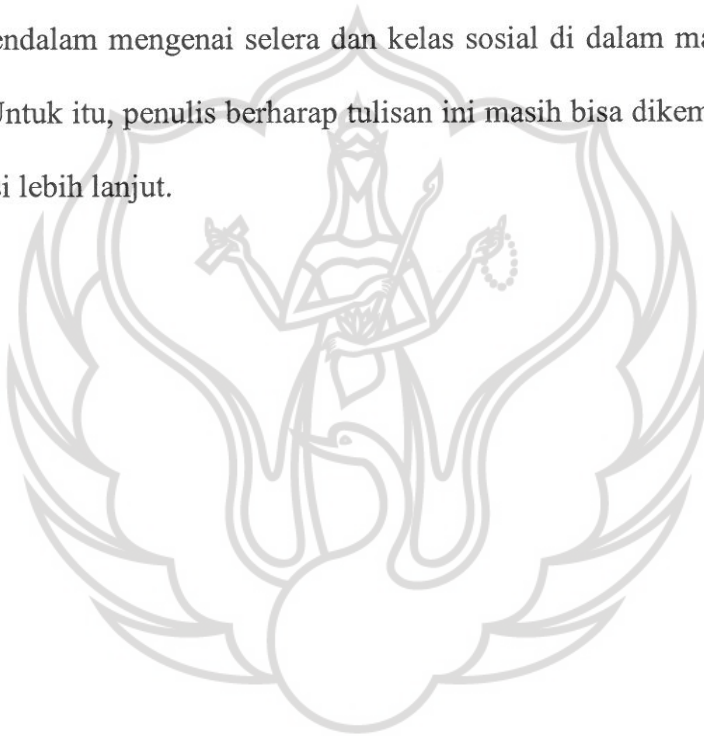 endalam mengenai selera dan kelas sosial di dalam ma
Untuk itu, penulis berharap tulisan ini masih bisa dikem
si lebih lanjut.